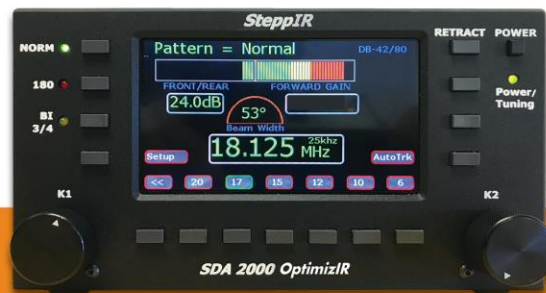 SteppIR
NORM
180
BI
3/4
RETRACT
POWER
Power/
Tuning
Pattern = Normal
DB-42/80
FRONT/REAR
FORWARD GAIN
24.0dB
53°
Beam Width
Setup
18.125
25khz
MHz
AutoTrk
<<
20
17
15
12
10
6
K1
K2
SDA 2000 OptimizIR